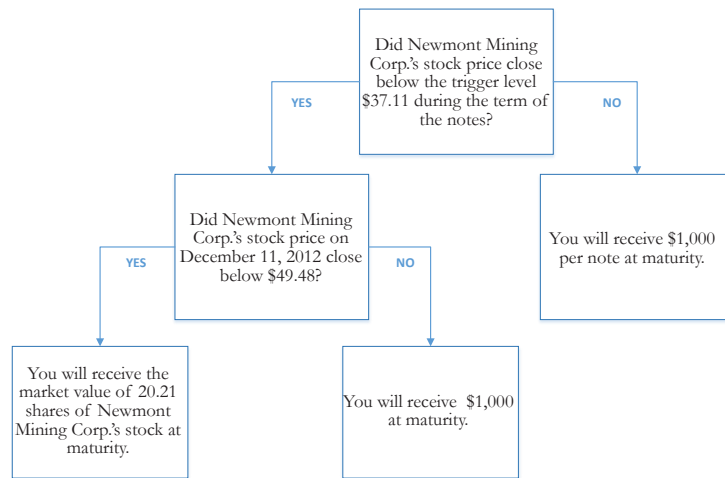 Did Newmont Mining
Corp.'s stock price close
below the trigger level
$37.11 during the term of
the notes?
YES
NO
Did Newmont Mining
Corp.'s stock price on
December 11, 2012 close
below $49.48?
You will receive $1,000
per note at maturity.
YES
NO
You will receive the
market value of 20.21
shares of Newmont
Mining Corp.'s stock at
maturity.
You will receive $1,000
at maturity.